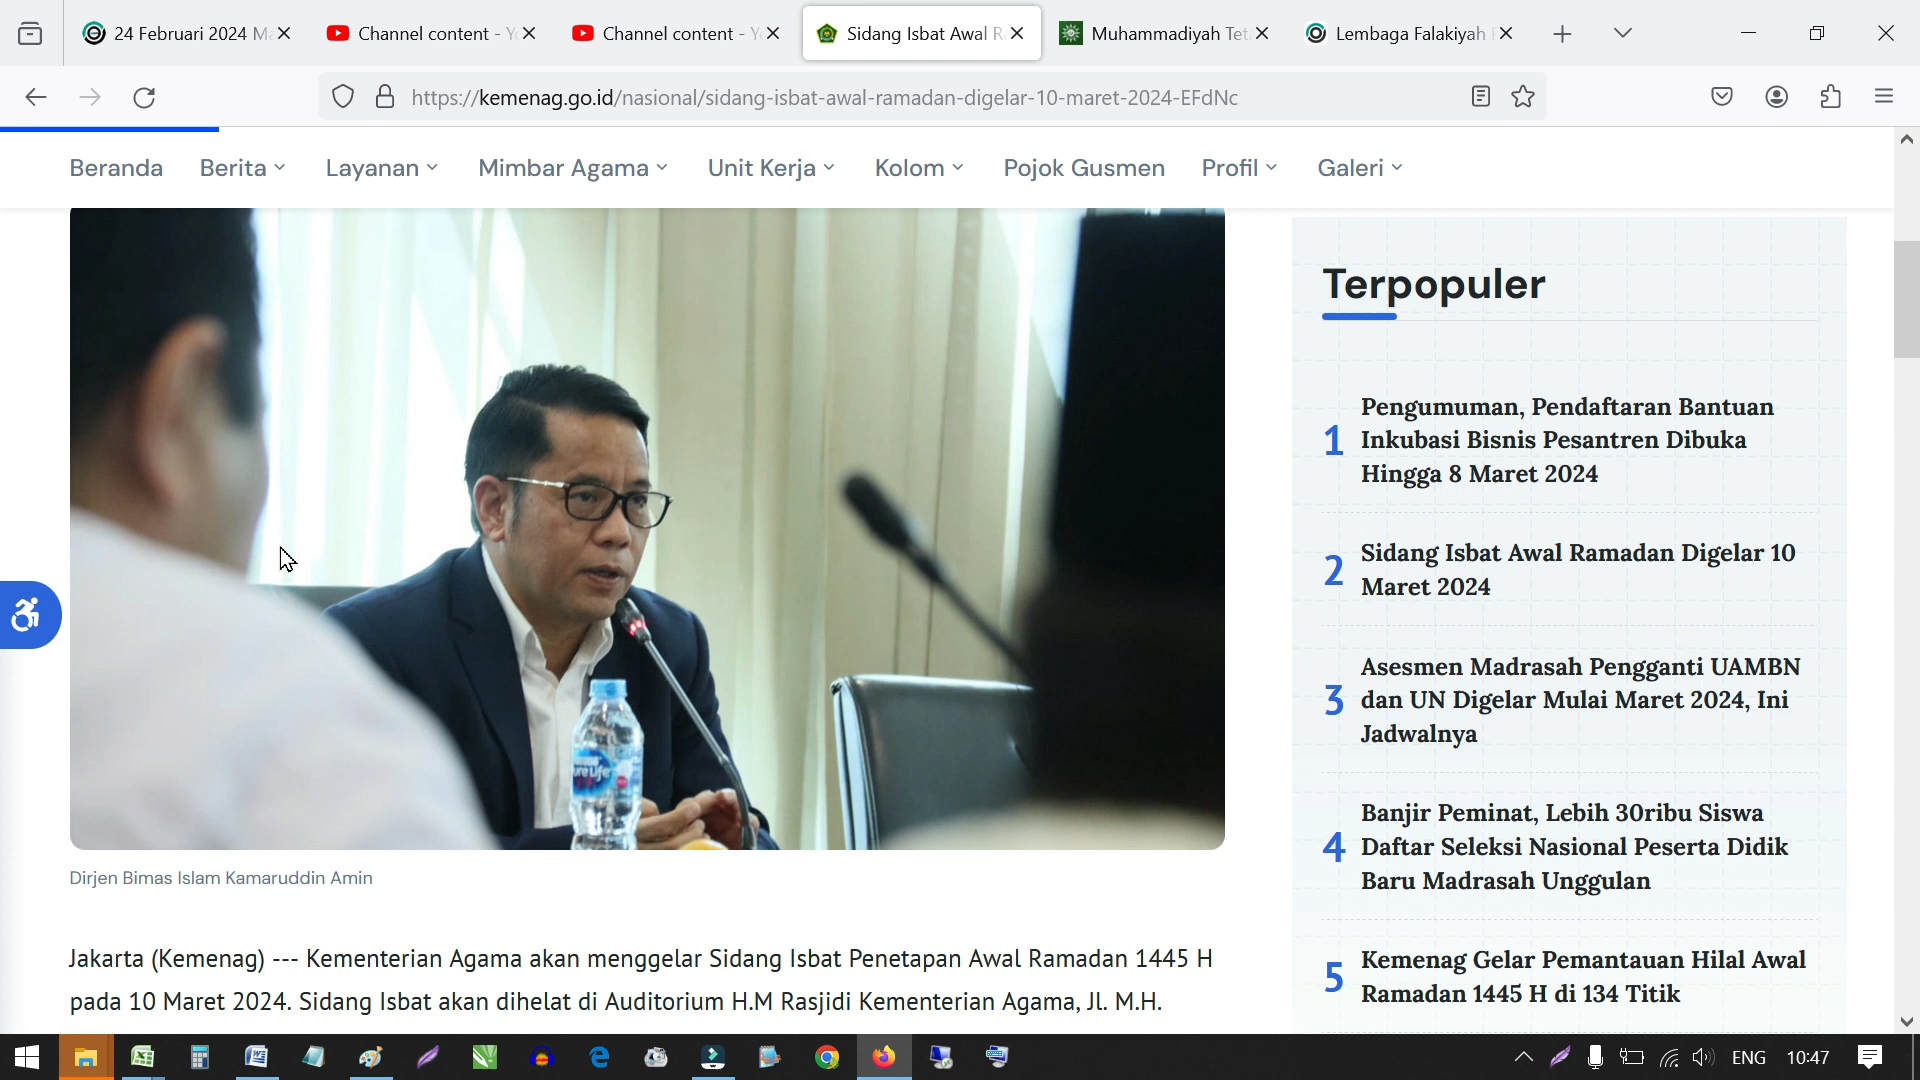 24 Februari 2024 M
Channel content - Y
Channel content - Y
Sidang Isbat Awal R
Muhammadiyah Tet
Lembaga Falakiyah
https://kemenag.go.id/nasional/sidang-isbat-awal-ramadan-digelar-10-maret-2024-EFdNc
Beranda Berita Layanan Mimbar Agama Unit Kerja Kolom Pojok Gusmen Profil Galeri
ure Life
Dirjen Bimas Islam Kamaruddin Amin
Jakarta (Kemenag) --- Kementerian Agama akan menggelar Sidang Isbat Penetapan Awal Ramadan 1445 H
pada 10 Maret 2024. Sidang Isbat akan dihelat di Auditorium H.M Rasjidi Kementerian Agama, Jl. M.H.
Terpopuler
1
Pengumuman, Pendaftaran Bantuan
Inkubasi Bisnis Pesantren Dibuka
Hingga 8 Maret 2024
2
Sidang Isbat Awal Ramadan Digelar 10
Maret 2024
3
Asesmen Madrasah Pengganti UAMBN
dan UN Digelar Mulai Maret 2024, Ini
Jadwalnya
4
Banjir Peminat, Lebih 30ribu Siswa
Daftar Seleksi Nasional Peserta Didik
Baru Madrasah Unggulan
5
Kemenag Gelar Pemantauan Hilal Awal
Ramadan 1445 H di 134 Titik
ENG
10:47